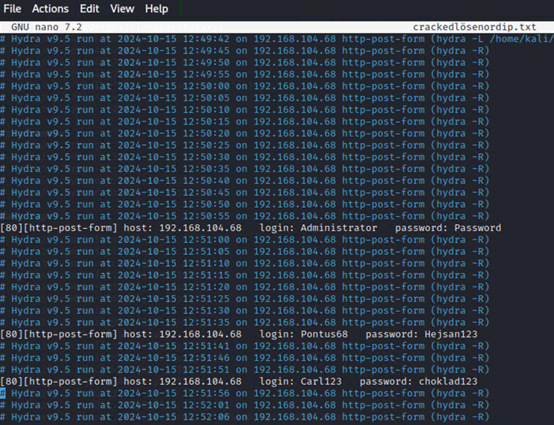 File Actions Edit View Help
GNU nano 7.2 crackedlösenordip.txt
# Hydra v9.5 run at 2024-10-15 12:49:42 on 192.168.104.68 http-post-form (hydra -L /home/kali/
# Hydra v9.5 run at 2024-10-15 12:49:45 on 192.168.104.68 http-post-form (hydra -R)
# Hydra v9.5 run at 2024-10-15 12:49:50 on 192.168.104.68 http-post-form (hydra -R)
# Hydra v9.5 run at 2024-10-15 12:49:55 on 192.168.104.68 http-post-form (hydra -R)
# Hydra v9.5 run at 2024-10-15 12:50:00 on 192.168.104.68 http-post-form (hydra -R)
# Hydra v9.5 run at 2024-10-15 12:50:05 on 192.168.104.68 http-post-form (hydra -R)
# Hydra v9.5 run at 2024-10-15 12:50:10 on 192.168.104.68 http-post-form (hydra -R)
# Hydra v9.5 run at 2024-10-15 12:50:15 on 192.168.104.68 http-post-form (hydra -R)
# Hydra v9.5 run at 2024-10-15 12:50:20 on 192.168.104.68 http-post-form (hydra -R)
# Hydra v9.5 run at 2024-10-15 12:50:25 on 192.168.104.68 http-post-form (hydra -R)
# Hydra v9.5 run at 2024-10-15 12:50:30 on 192.168.104.68 http-post-form (hydra -R)
# Hydra v9.5 run at 2024-10-15 12:50:35 on 192.168.104.68 http-post-form (hydra -R)
# Hydra v9.5 run at 2024-10-15 12:50:40 on 192.168.104.68 http-post-form (hydra -R)
# Hydra v9.5 run at 2024-10-15 12:50:45 on 192.168.104.68 http-post-form (hydra -R)
# Hydra v9.5 run at 2024-10-15 12:50:50 on 192.168.104.68 http-post-form (hydra -R)
# Hydra v9.5 run at 2024-10-15 12:50:55 on 192.168.104.68 http-post-form (hydra -R)
[80][http-post-form] host: 192.168.104.68 login: Administrator password: Password
# Hydra v9.5 run at 2024-10-15 12:51:00 on 192.168.104.68 http-post-form (hydra -R)
# Hydra v9.5 run at 2024-10-15 12:51:05 on 192.168.104.68 http-post-form (hydra -R)
# Hydra v9.5 run at 2024-10-15 12:51:10 on 192.168.104.68 http-post-form (hydra -R)
# Hydra v9.5 run at 2024-10-15 12:51:15 on 192.168.104.68 http-post-form (hydra -R)
# Hydra v9.5 run at 2024-10-15 12:51:20 on 192.168.104.68 http-post-form (hydra -R)
# Hydra v9.5 run at 2024-10-15 12:51:25 on 192.168.104.68 http-post-form (hydra -R)
# Hydra v9.5 run at 2024-10-15 12:51:30 on 192.168.104.68 http-post-form (hydra -R)
# Hydra v9.5 run at 2024-10-15 12:51:35 on 192.168.104.68 http-post-form (hydra -R)
[80][http-post-form] host: 192.168.104.68 login: Pontus68 password: Hejsan123
# Hydra v9.5 run at 2024-10-15 12:51:41 on 192.168.104.68 http-post-form (hydra -R)
# Hydra v9.5 run at 2024-10-15 12:51:46 on 192.168.104.68 http-post-form (hydra -R)
# Hydra v9.5 run at 2024-10-15 12:51:51 on 192.168.104.68 http-post-form (hydra -R)
[80][http-post-form] host: 192.168.104.68 login: Carl123 password: choklad123
# Hydra v9.5 run at 2024-10-15 12:51:56 on 192.168.104.68 http-post-form (hydra -R)
# Hydra v9.5 run at 2024-10-15 12:52:01 on 192.168.104.68 http-post-form (hydra -R)
# Hydra v9.5 run at 2024-10-15 12:52:06 on 192.168.104.68 http-post-form (hydra -R)